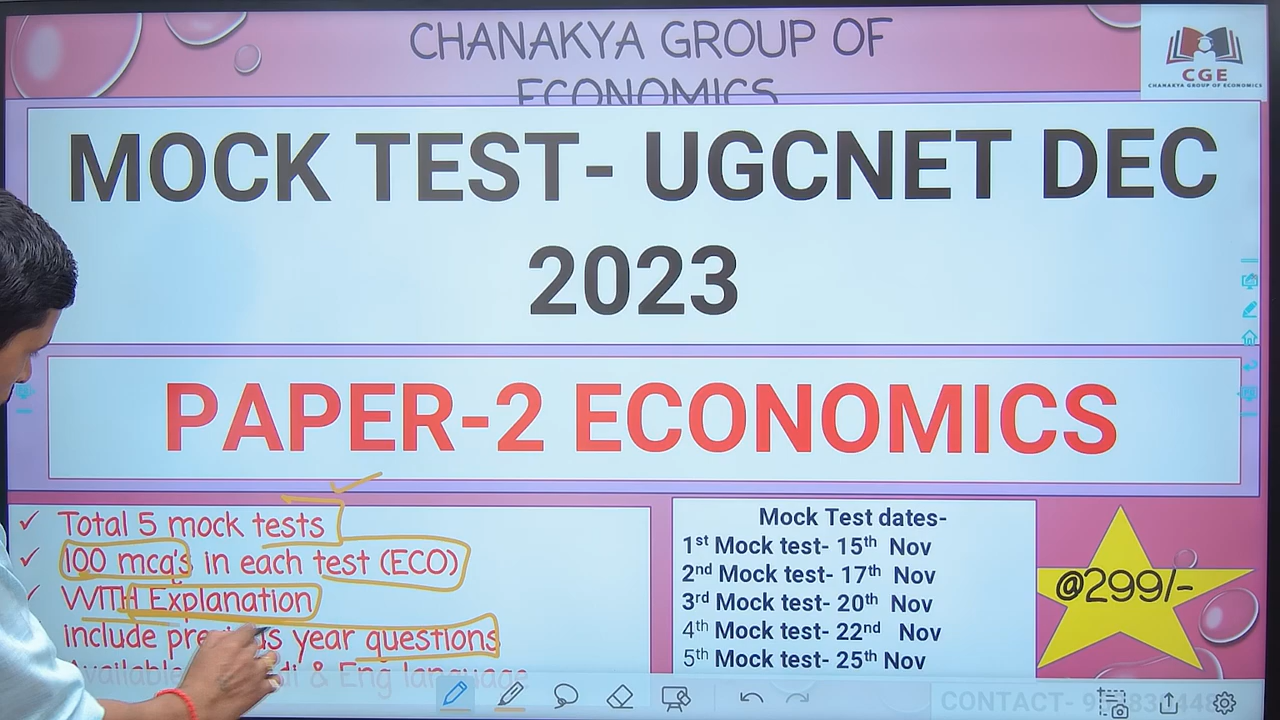 CHANAKYA GROUP OF
ECONOMICS
CGE
CHANAKYA GROUP OF ECONOMICS
MOCK TEST- UGCNET DEC
2023
PAPER-2 ECONOMICS
✓ Total 5 mock tests
✓ 100 mcq's in each test (ECO)
✓ WITH Explanation
include year questions
Available & Eng language
Mock Test dates-
1st Mock test- 15th Nov
2nd Mock test- 17th Nov
3rd Mock test- 20th Nov
4th Mock test- 22nd Nov
5th Mock test- 25th Nov
@299/-
CONTACT-